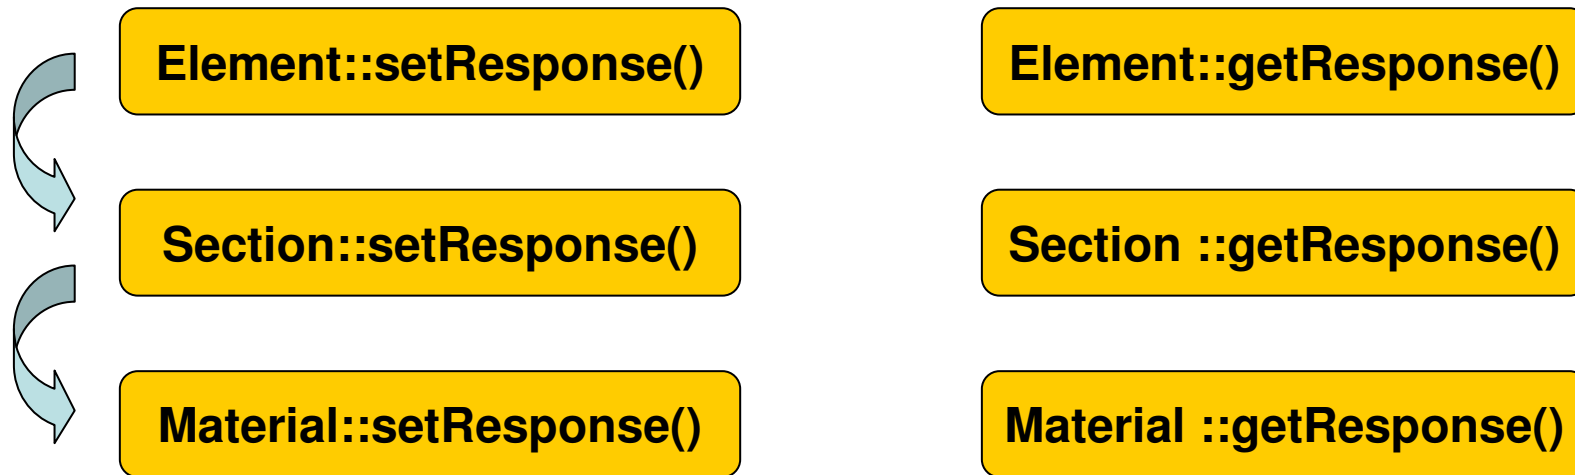 Element::setResponse()
Element::getResponse()
Section::setResponse()
Section ::getResponse()
Material::setResponse()
Material ::getResponse()